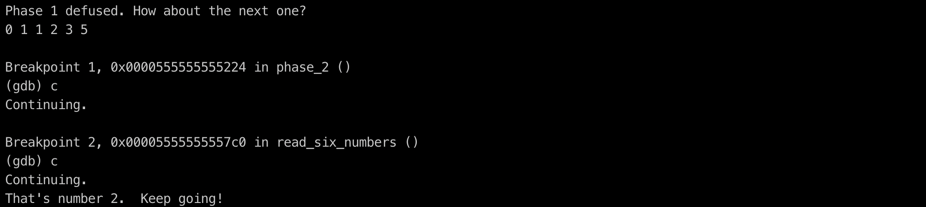 Phase 1 defused. How about the next one?
0 1 1 2 3 5
Breakpoint 1, 0x0000555555555224 in phase_2 ()
(gdb) c
Continuing.
Breakpoint 2, 0x00005555555557c0 in read_six_numbers ()
(gdb) c
Continuing.
That's number 2.  Keep going!